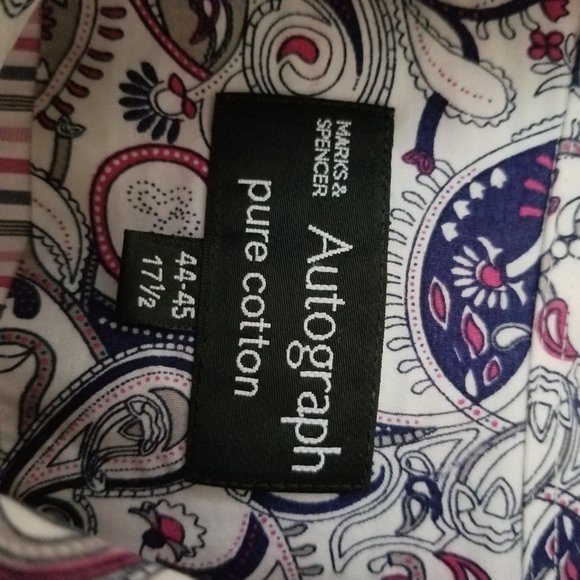 MARKS &
SPENCER
Autograph
pure cotton
44-45
17½